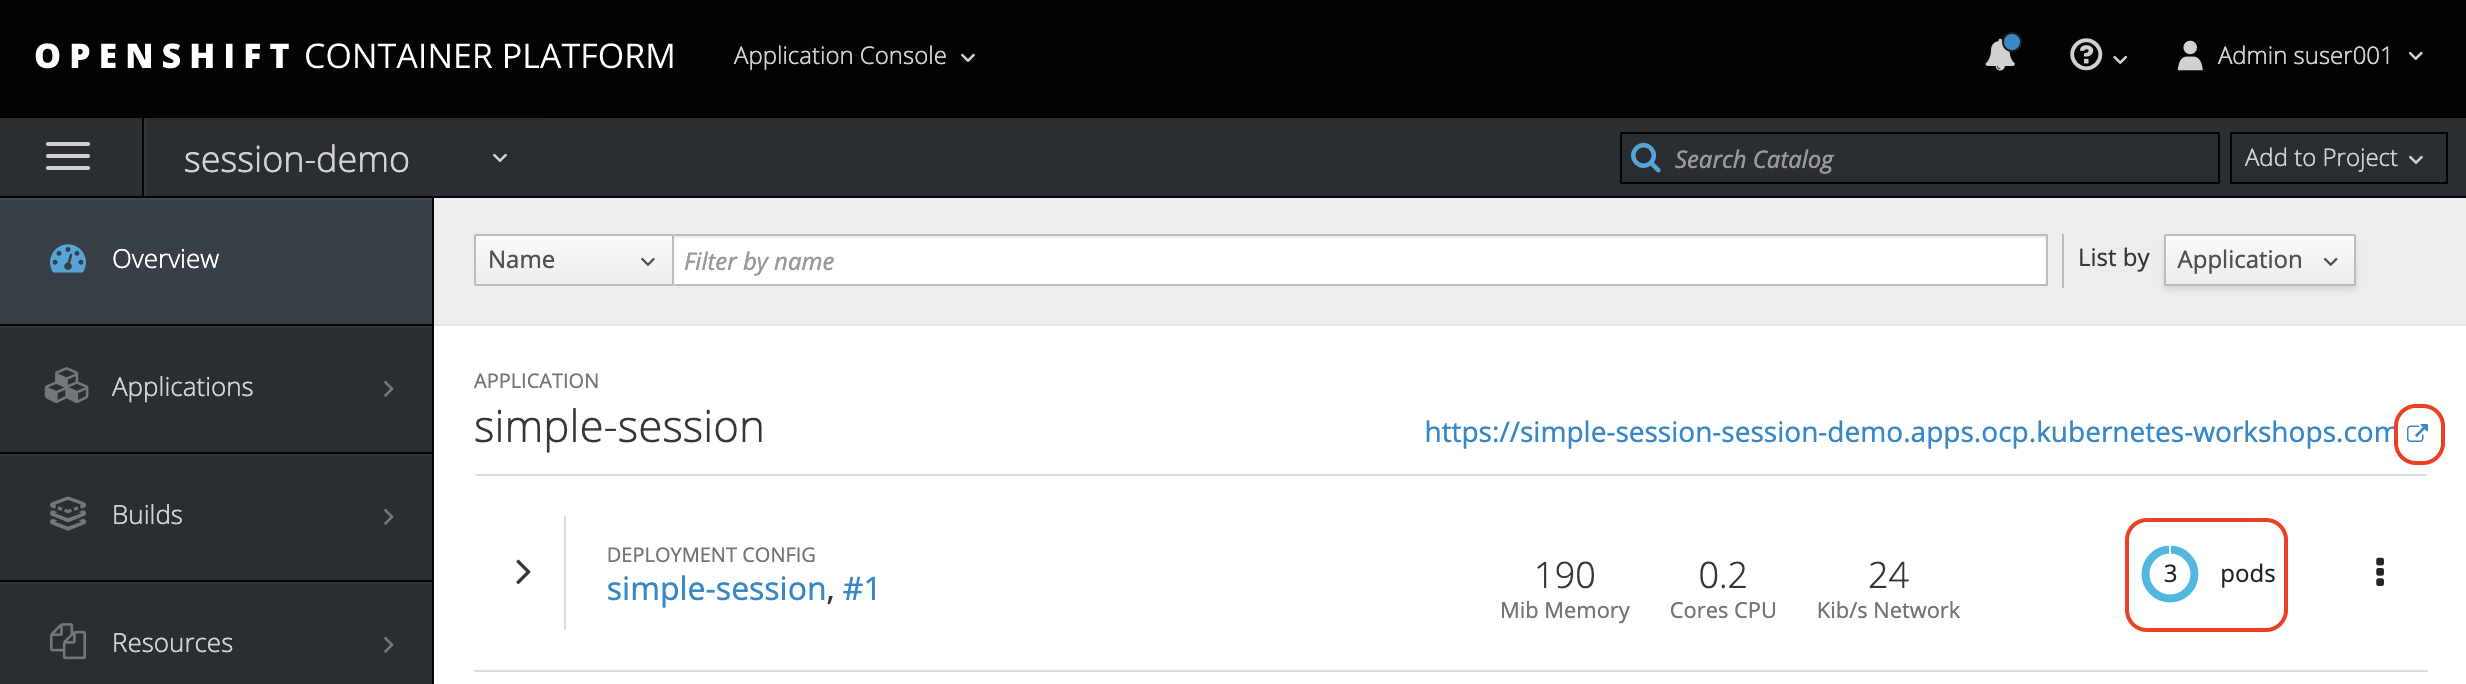 OPENSHIFT CONTAINER PLATFORM Application Console Admin suser001
session-demo Search Catalog Add to Project
Overview
Applications
Builds
Resources
Name Filter by name List by Application
APPLICATION
simple-session https://simple-session-session-demo.apps.ocp.kubernetes-workshops.com
DEPLOYMENT CONFIG
simple-session, #1
190 0.2 24 3 pods
Mib Memory Cores CPU Kib/s Network